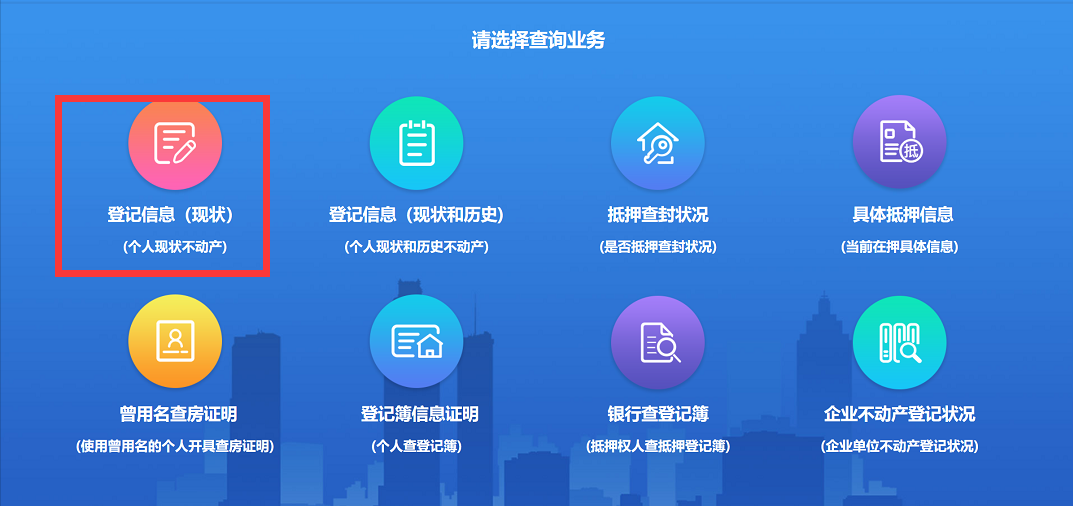 请选择查询业务
登记信息（现状）
登记信息（现状和历史）
抵押查封状况
抵
具体抵押信息
(个人现状不动产)
(个人现状和历史不动产)
(是否抵押查封状况)
(当前在押具体信息)
曾用名查房证明
登记簿信息证明
银行查登记簿
企业不动产登记状况
(使用曾用名的个人开具查房证明)
(个人查登记簿)
(抵押权人查抵押登记簿)
(企业单位不动产登记状况)